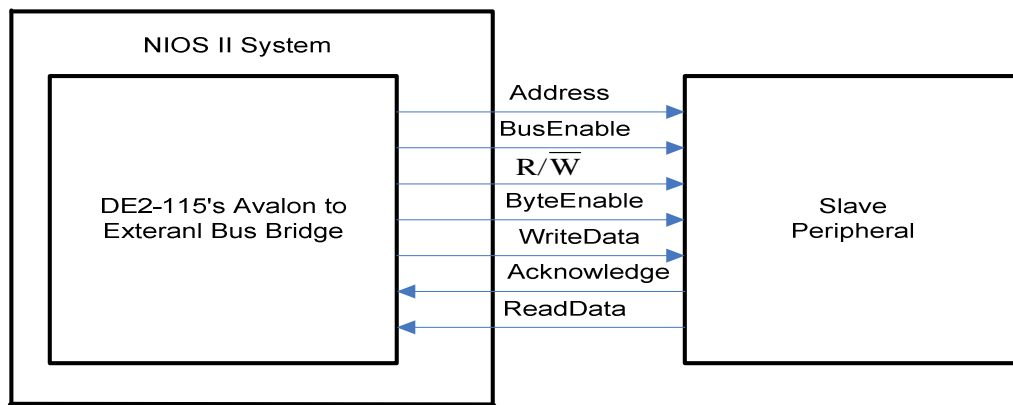 NIOS II System
DE2-115's Avalon to
Exteranl Bus Bridge
Address
BusEnable
R/W̅
ByteEnable
WriteData
Acknowledge
ReadData
Slave
Peripheral